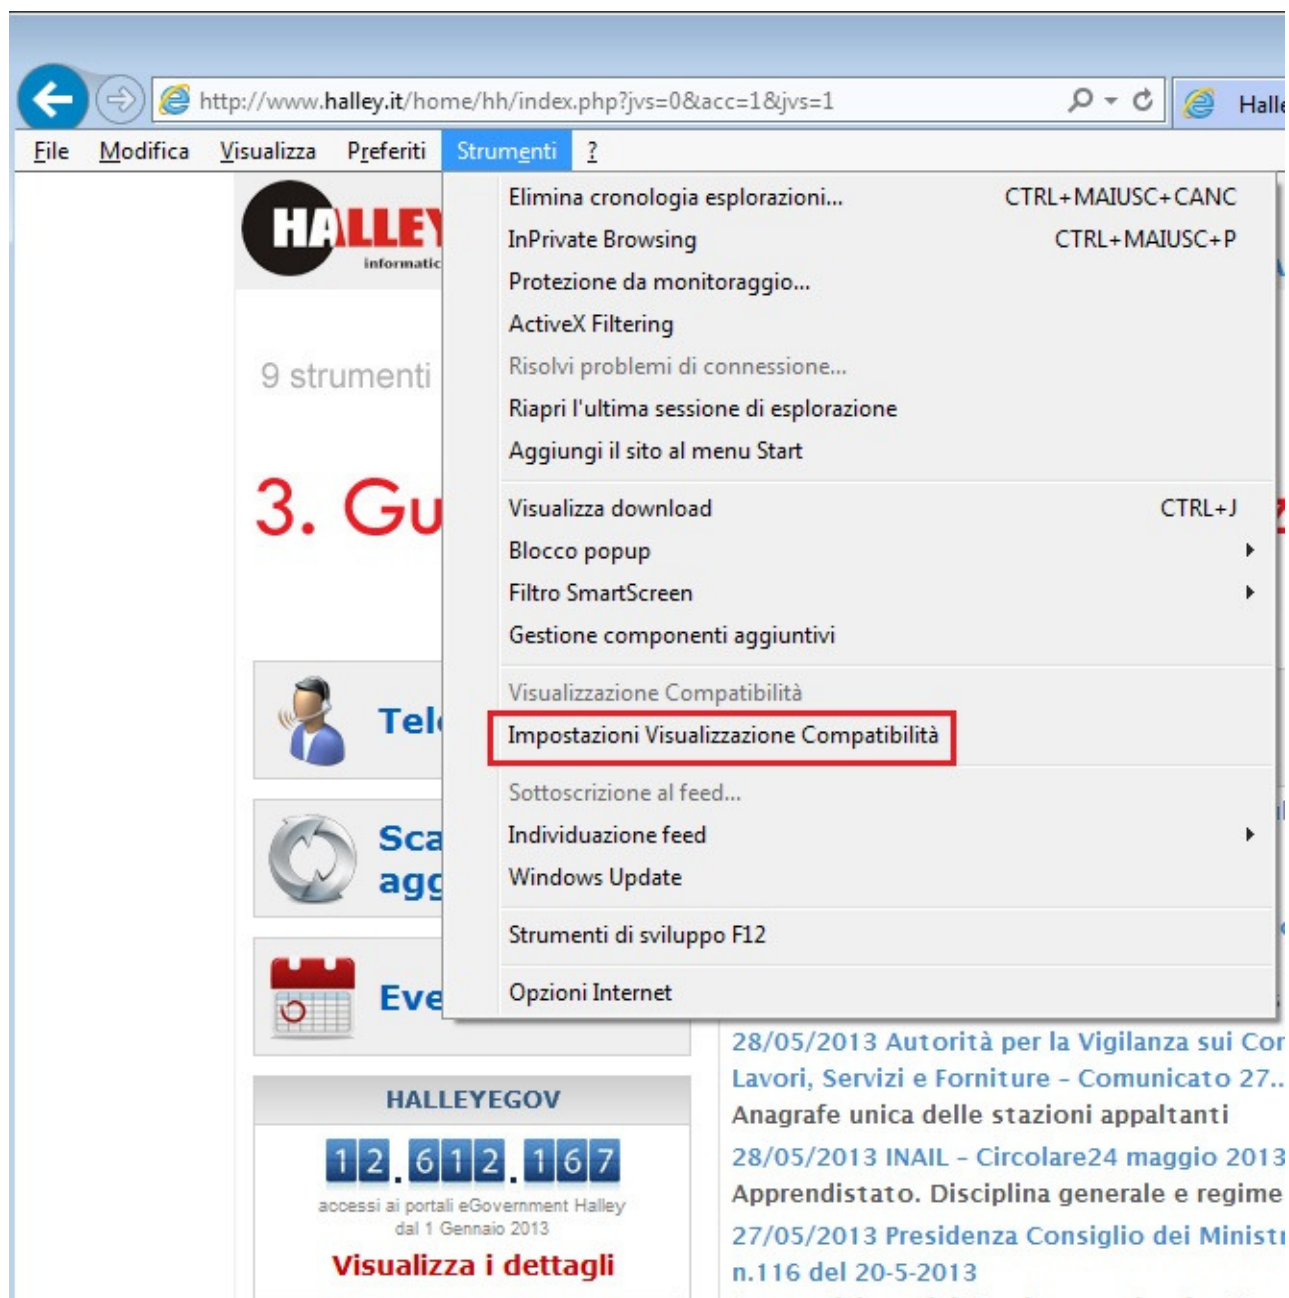 http://www.halley.it/home/hh/index.php?jvs=0&acc=1&jvs=1
File Modifica Visualizza Preferiti Strumenti ?
HALLEY
Elimina cronologia esplorazioni... CTRL+MAIUSC+CANC
InPrivate Browsing CTRL+MAIUSC+P
Protezione da monitoraggio...
ActiveX Filtering
Risolvi problemi di connessione...
Riapri l'ultima sessione di esplorazione
Aggiungi il sito al menu Start
Visualizza download CTRL+J
Blocco popup
Filtro SmartScreen
Gestione componenti aggiuntivi
Visualizzazione Compatibilità
Impostazioni Visualizzazione Compatibilità
Sottoscrizione al feed...
Individuazione feed
Windows Update
Strumenti di sviluppo F12
Opzioni Internet
9 strumenti
3. Gu
Tel
Sca
agg
Eve
HALLEYEGOV
12.612.167
accessi ai portali eGovernment Halley
dal 1 Gennaio 2013
Visualizza i dettagli
28/05/2013 Autorità per la Vigilanza sui Con
Lavori, Servizi e Forniture - Comunicato 27..
Anagrafe unica delle stazioni appaltanti
28/05/2013 INAIL - Circolare24 maggio 2013
Apprendistato. Disciplina generale e regime
27/05/2013 Presidenza Consiglio dei Ministr
n.116 del 20-5-2013